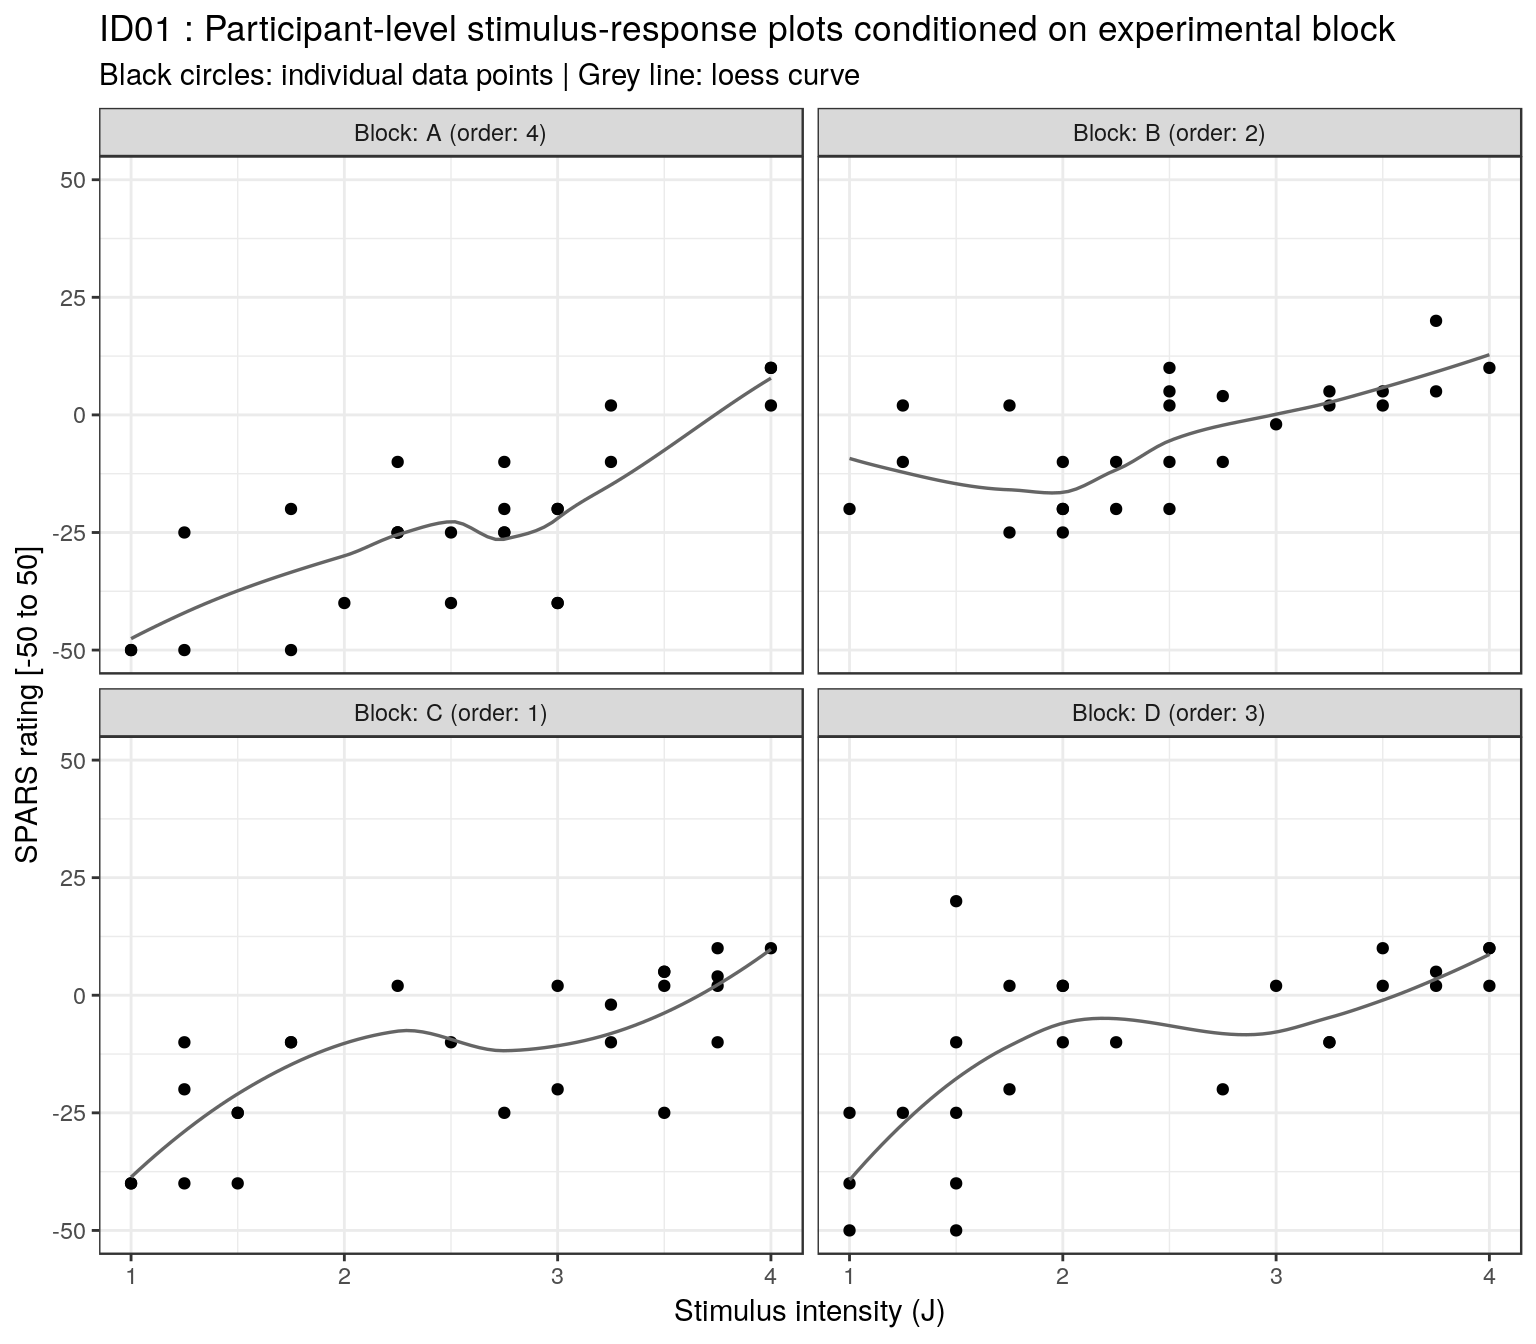 ID01 : Participant-level stimulus-response plots conditioned on experimental block
Black circles: individual data points | Grey line: loess curve
Block: A (order: 4)
Block: B (order: 2)
50
25
0
-25
-50
Block: C (order: 1)
Block: D (order: 3)
50
25
0
-25
-50
SPARS rating [-50 to 50]
1 2 3 4
1 2 3 4
Stimulus intensity (J)